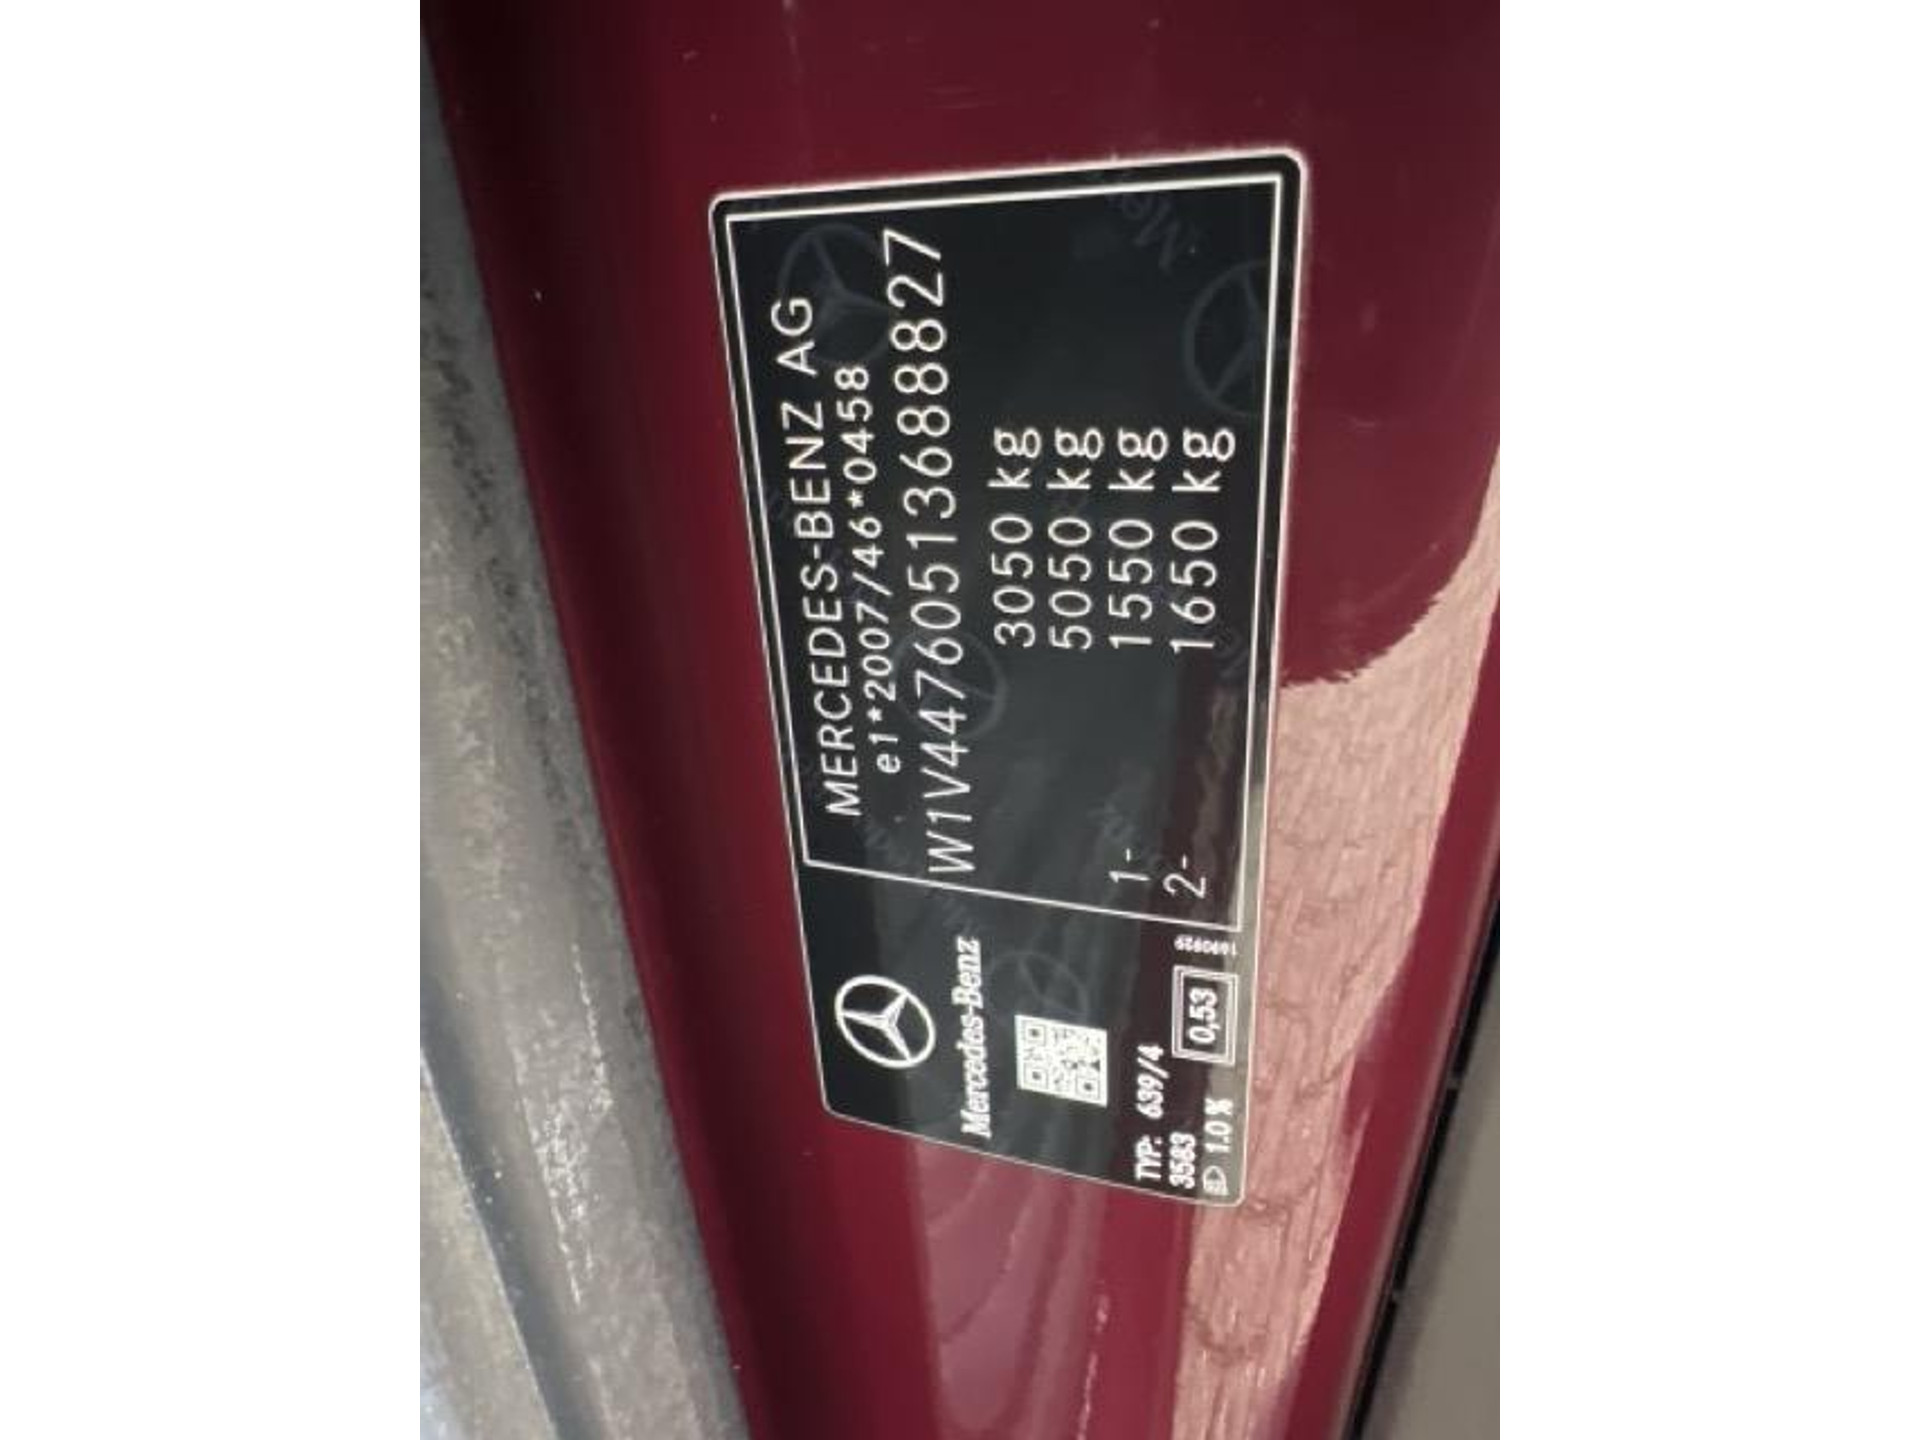 MERCEDES-BENZ AG
e1*2007/46*0458
W1V44760513688827
3050 kg
5050 kg
1- 1550 kg
2- 1650 kg
Mercedes-Benz
TYP: 639/4
3583
1.0%
0,53